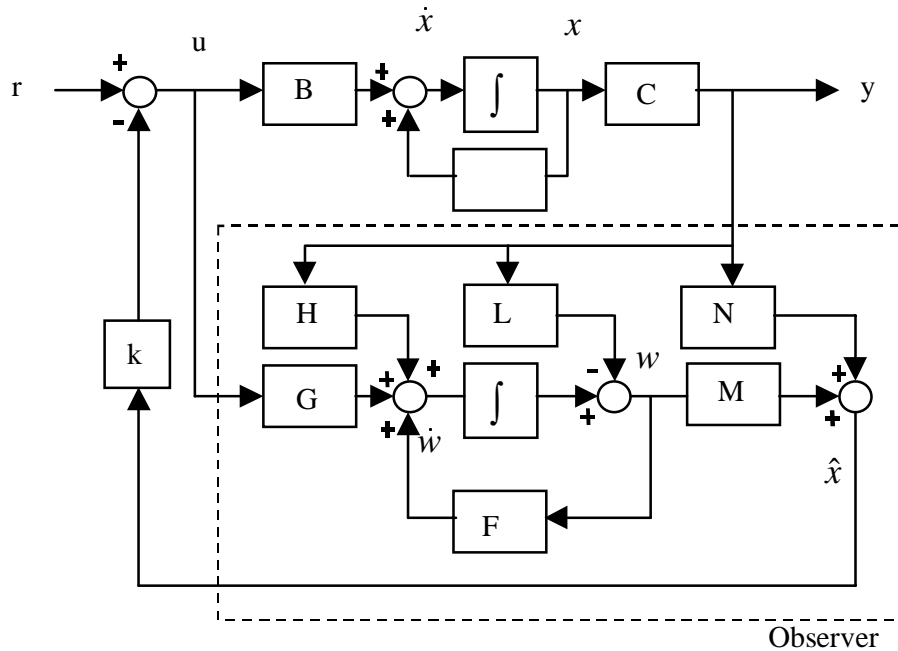 ẋ
x
u
r
+
-
B
+
+
∫
C
y
H
L
N
k
G
+
+
+
ẇ
∫
-
+
w
M
+
+
x̂
F
Observer